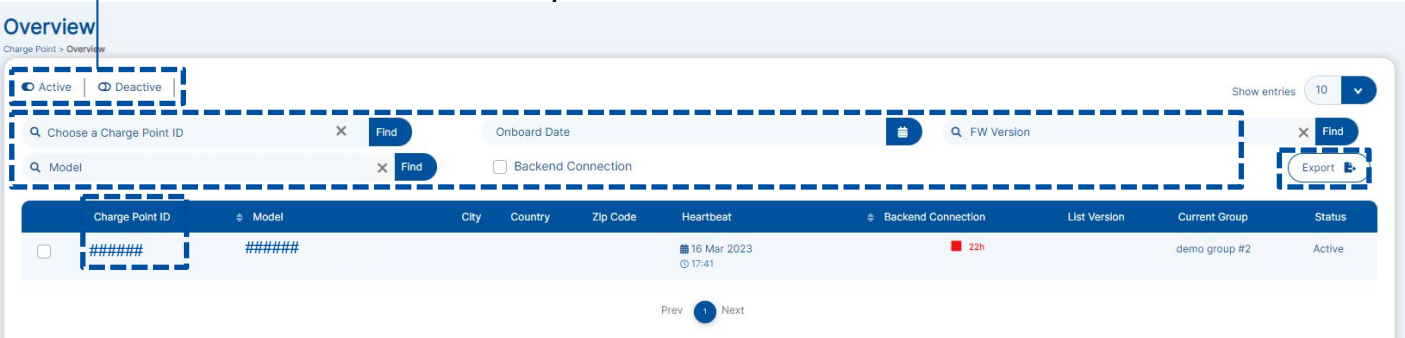 Overview
Charge Point > Overview
Active Deactive
Show entries 10
Choose a Charge Point ID Find Onboard Date FW Version Find
Model Find Backend Connection Export
Charge Point ID Model City Country Zip Code Heartbeat Backend Connection List Version Current Group Status
###### ###### 16 Mar 2023 22h demo group #2 Active
17:41
Prev 1 Next